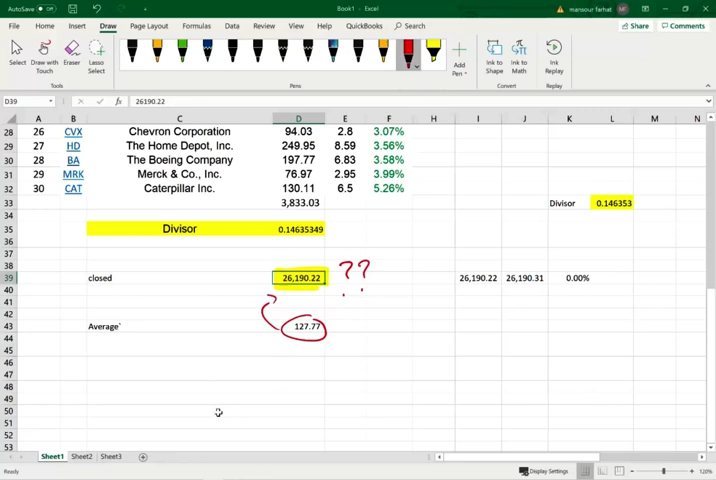 AutoSave Off Book1 - Excel mansour farhat MF
File Home Insert Draw Page Layout Formulas Data Review View Help QuickBooks Search Share Comments
Select Draw with Touch Eraser Lasso Select Add Pen Ink to Shape Ink to Math Ink Replay
Tools Pens Convert Replay
D39 fx 26190.22
A B C D E F G H I J K L M N
28 26 CVX Chevron Corporation 94.03 2.8 3.07%
29 27 HD The Home Depot, Inc. 249.95 8.59 3.56%
30 28 BA The Boeing Company 197.77 6.83 3.58%
31 29 MRK Merck & Co., Inc. 76.97 2.95 3.99%
32 30 CAT Caterpillar Inc. 130.11 6.5 5.26%
33 3,833.03 Divisor 0.146353
34
35 Divisor 0.14635349
36
37
38
39 closed 26,190.22 ?? 26,190.22 26,190.31 0.00%
40
41
42
43 Average` 127.77
44
45
46
47
48
49
50
51
52
53
Sheet1 Sheet2 Sheet3
Ready Display Settings 120%